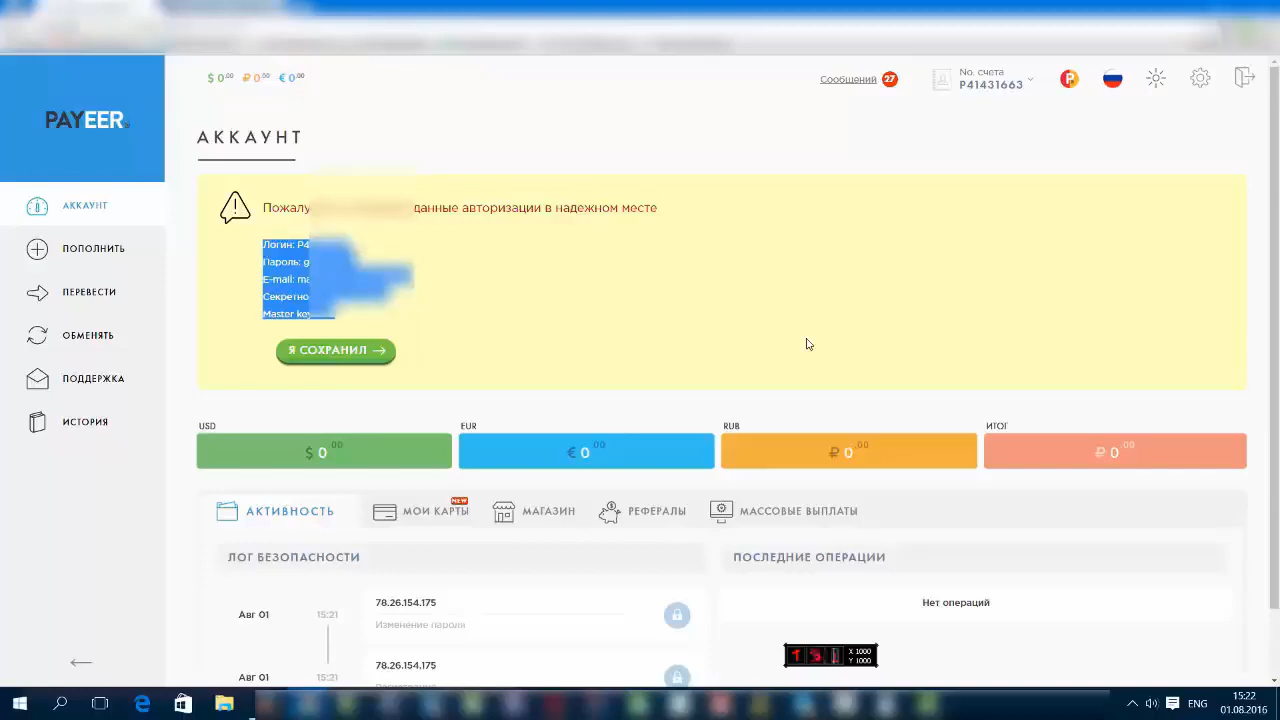 $ 0.00 ₽ 0.00 € 0.00
Сообщений 27
No. счета
P41431663
PAYEER
АККАУНТ
АККАУНТ
ПОПОЛНИТЬ
ПЕРЕВЕСТИ
ОБМЕНЯТЬ
ПОДДЕРЖКА
ИСТОРИЯ
данные авторизации в надежном месте
Логин: P4
Пароль: g
E-mail: ma
Master key
Я СОХРАНИЛ
USD
$ 0.00
EUR
€ 0.00
RUB
₽ 0.00
ИТОГ
₽ 0.00
АКТИВНОСТЬ
МОИ КАРТЫ
NEW
МАГАЗИН
РЕФЕРАЛЫ
МАССОВЫЕ ВЫПЛАТЫ
ЛОГ БЕЗОПАСНОСТИ
Авг 01 15:21
78.26.154.175
Изменение пароля
Авг 01 15:21
78.26.154.175
ПОСЛЕДНИЕ ОПЕРАЦИИ
Нет операций
X 1000
Y 1000
ENG
15:22
01.08.2016